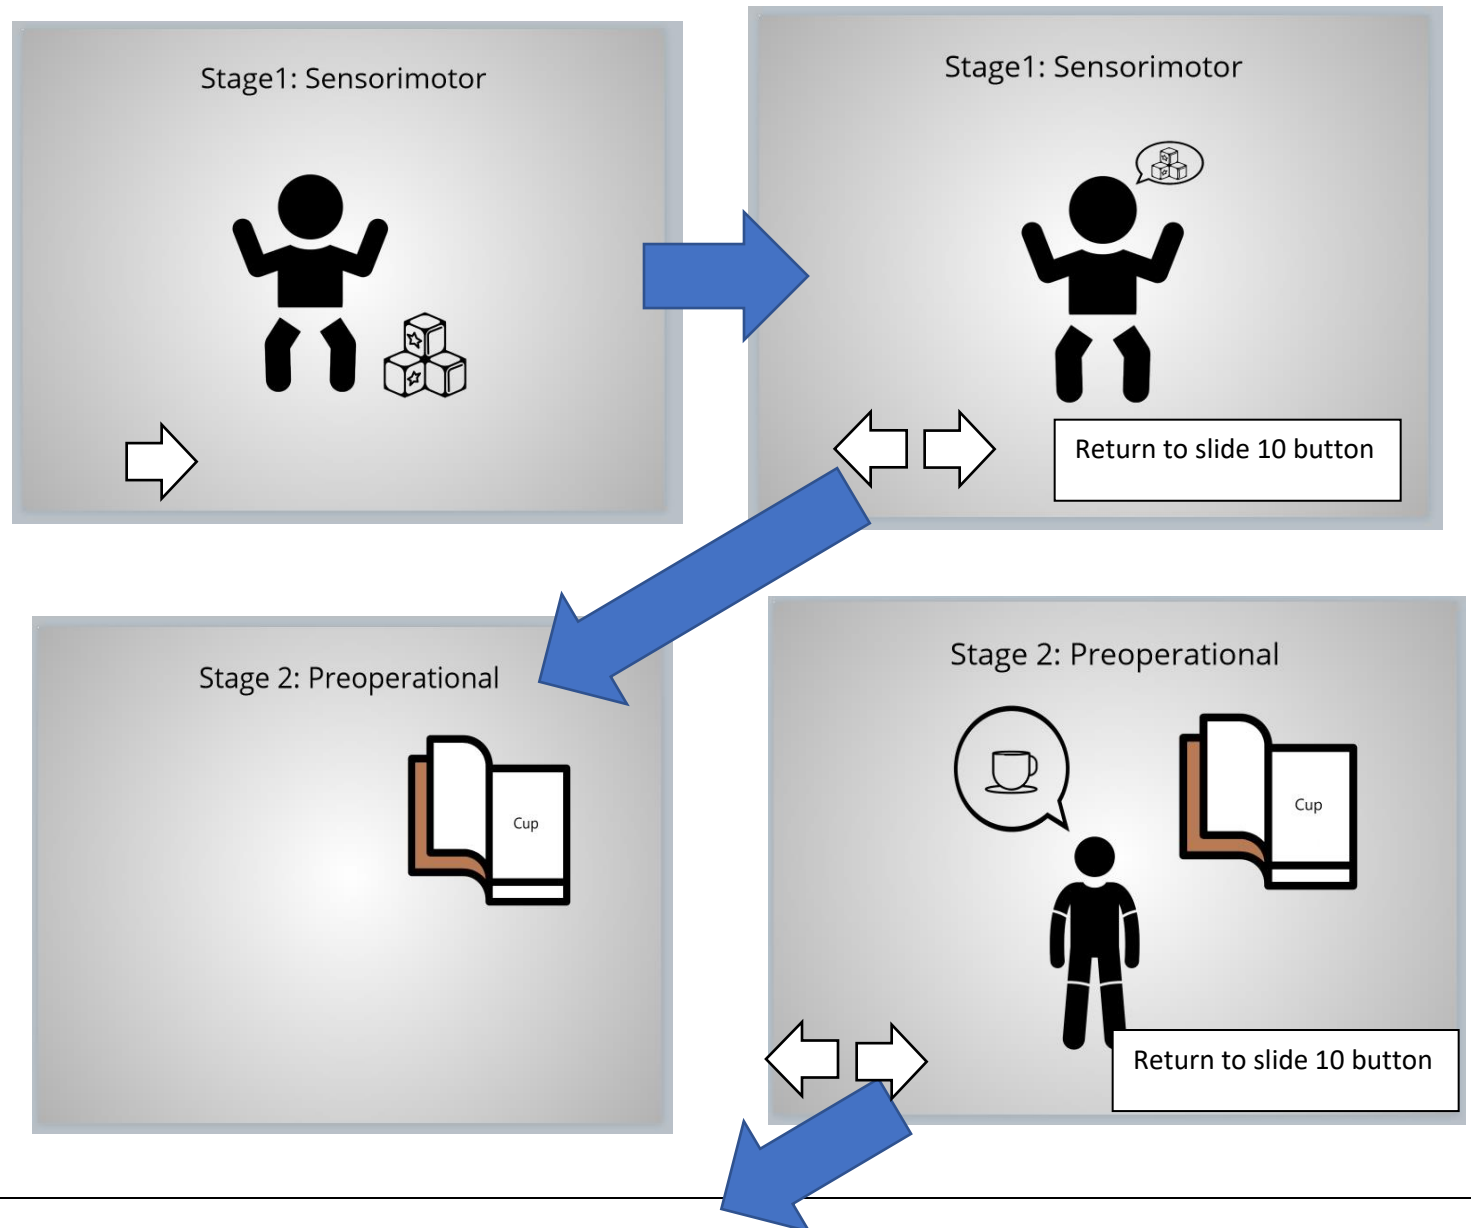 Stage1: Sensorimotor
Stage1: Sensorimotor
Return to slide 10 button
Stage 2: Preoperational
Cup
Stage 2: Preoperational
Cup
Return to slide 10 button